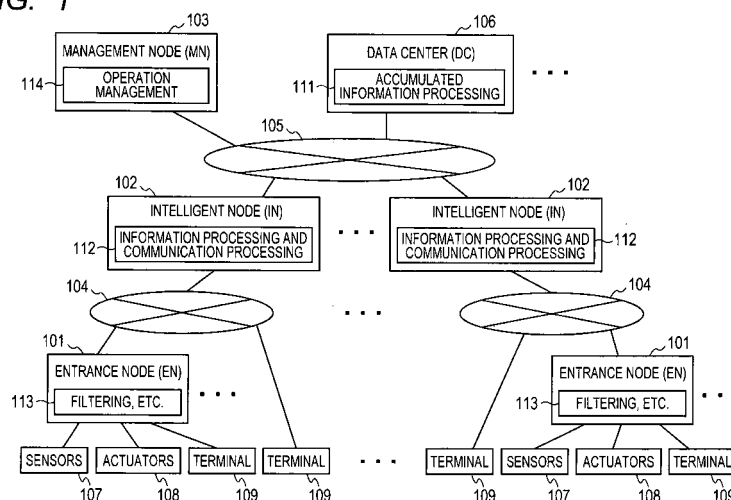 FIG. 1
103
106
MANAGEMENT NODE (MN)
DATA CENTER (DC)
114
OPERATION
MANAGEMENT
111
ACCUMULATED
INFORMATION PROCESSING
105
102
102
INTELLIGENT NODE (IN)
INTELLIGENT NODE (IN)
112
INFORMATION PROCESSING AND
COMMUNICATION PROCESSING
INFORMATION PROCESSING AND
COMMUNICATION PROCESSING
112
104
104
101
101
ENTRANCE NODE (EN)
ENTRANCE NODE (EN)
113
FILTERING, ETC.
113
FILTERING, ETC.
SENSORS
ACTUATORS
TERMINAL
TERMINAL
TERMINAL
SENSORS
ACTUATORS
TERMINAL
107
108
109
109
109
107
108
109